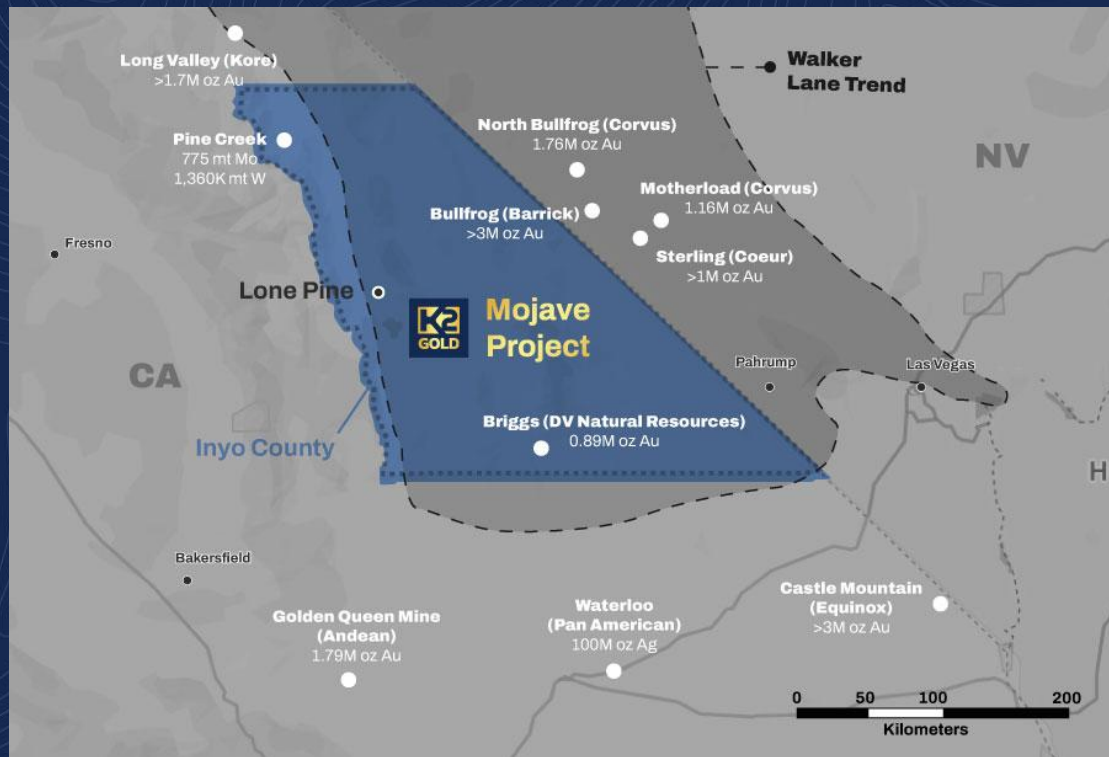 Long Valley (Kore)
>1.7M oz Au
Walker
Lane Trend
Pine Creek
775 mt Mo
1,360K mt W
North Bullfrog (Corvus)
1.76M oz Au
NV
Motherload (Corvus)
1.16M oz Au
Bullfrog (Barrick)
>3M oz Au
Sterling (Coeur)
>1M oz Au
Fresno
Lone Pine
K2
GOLD
Mojave
Project
CA
Pahrump
Las Vegas
Inyo County
Briggs (DV Natural Resources)
0.89M oz Au
H
Bakersfield
Golden Queen Mine
(Andean)
1.79M oz Au
Waterloo
(Pan American)
100M oz Ag
Castle Mountain
(Equinox)
>3M oz Au
0 50 100 200
Kilometers